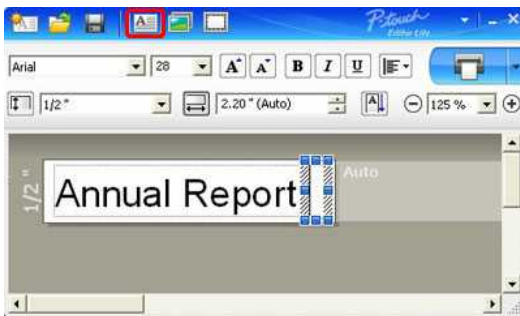 P-touch
Editor Lite
Arial 28 A A B I U
1/2" 2.20" (Auto) A 125 %
1/2" Annual Report Auto